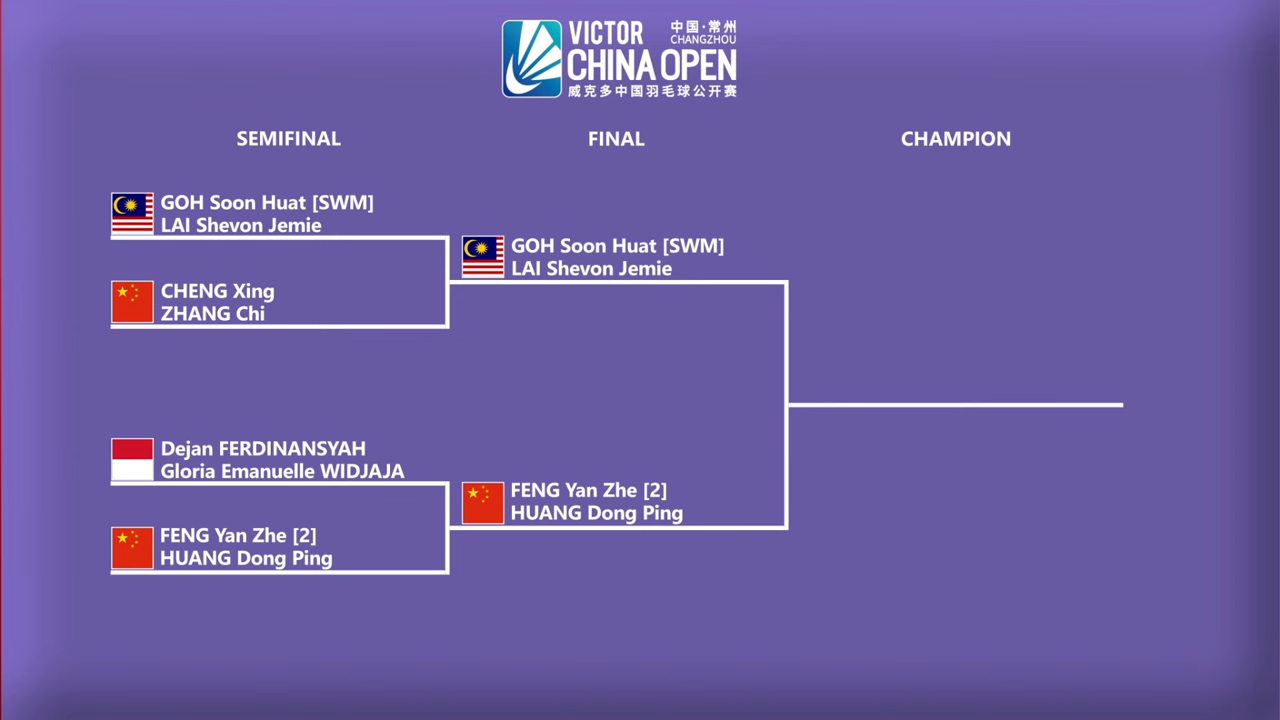 VICTOR 中国·常州
CHANGZHOU
CHINA OPEN
威克多中国羽毛球公开赛
SEMIFINAL FINAL CHAMPION
GOH Soon Huat [SWM]
LAI Shevon Jemie
CHENG Xing
ZHANG Chi
Dejan FERDINANSYAH
Gloria Emanuelle WIDJAJA
FENG Yan Zhe [2]
HUANG Dong Ping
GOH Soon Huat [SWM]
LAI Shevon Jemie
FENG Yan Zhe [2]
HUANG Dong Ping